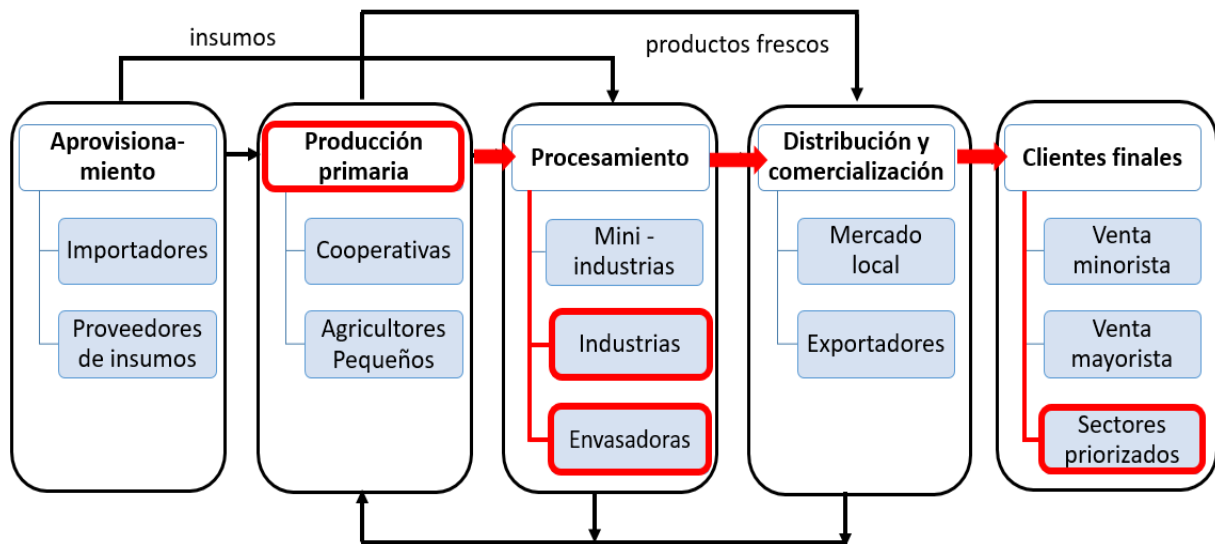 insumos
productos frescos
Aprovisiona-
miento
Importadores
Proveedores
de insumos
Producción
primaria
Cooperativas
Agricultores
Pequeños
Procesamiento
Mini -
industrias
Industrias
Envasadoras
Distribución y
comercialización
Mercado
local
Exportadores
Clientes finales
Venta
minorista
Venta
mayorista
Sectores
priorizados